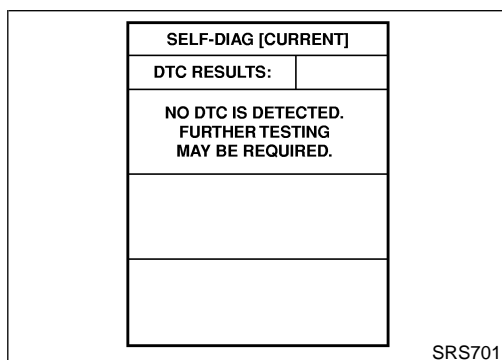 SELF-DIAG [CURRENT]
DTC RESULTS:
NO DTC IS DETECTED.
FURTHER TESTING
MAY BE REQUIRED.
SRS701